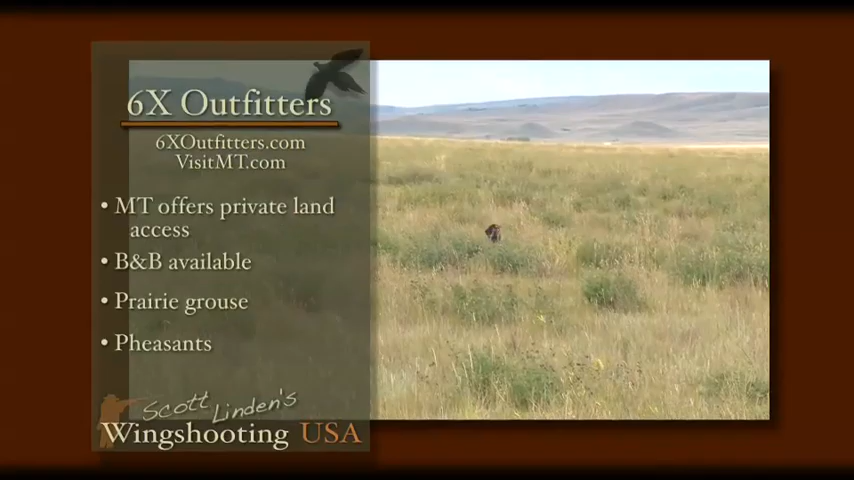 6X Outfitters
6XOutfitters.com
VisitMT.com
• MT offers private land
access
• B&B available
• Prairie grouse
• Pheasants
Scott Linden's
Wingshooting USA